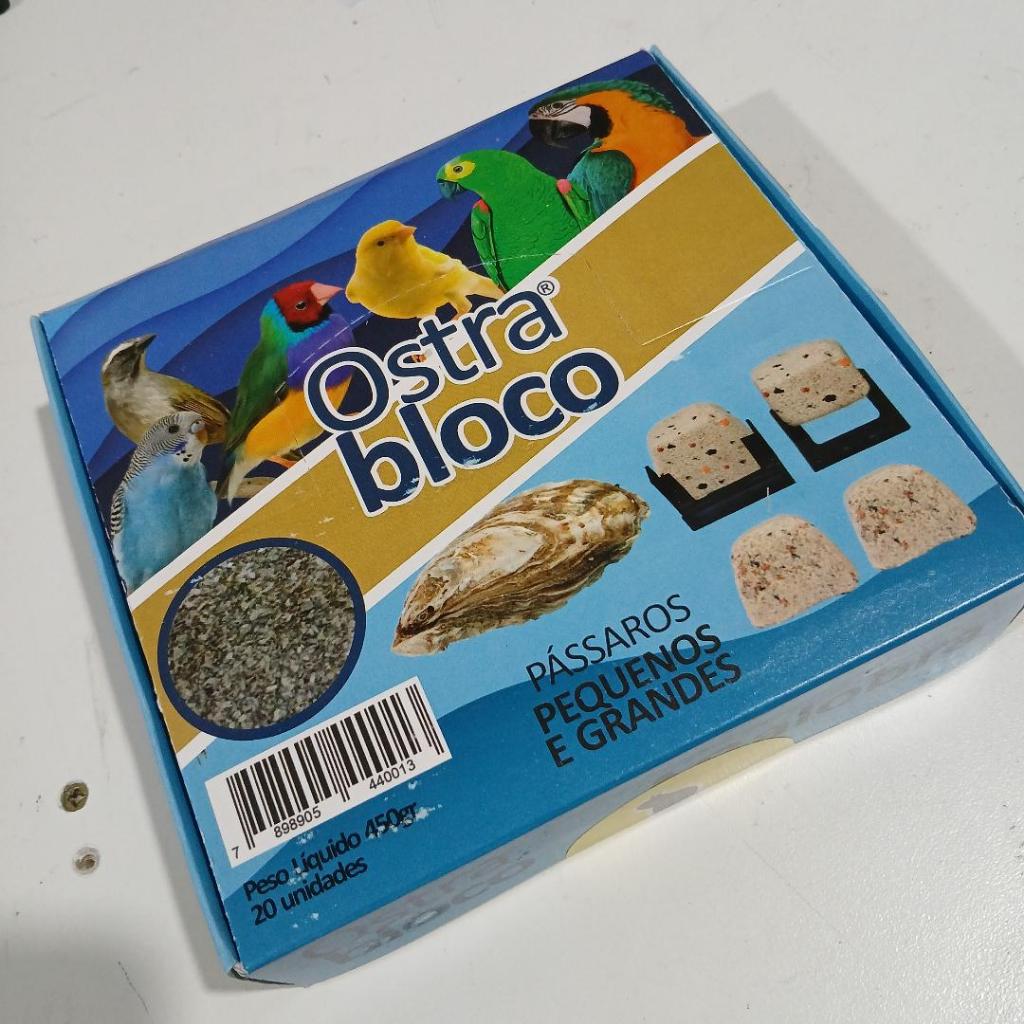 Ostra®
bloco
PÁSSAROS
PEQUENOS
E GRANDES
7 898905 440013
Peso Líquido 450gr
20 unidades